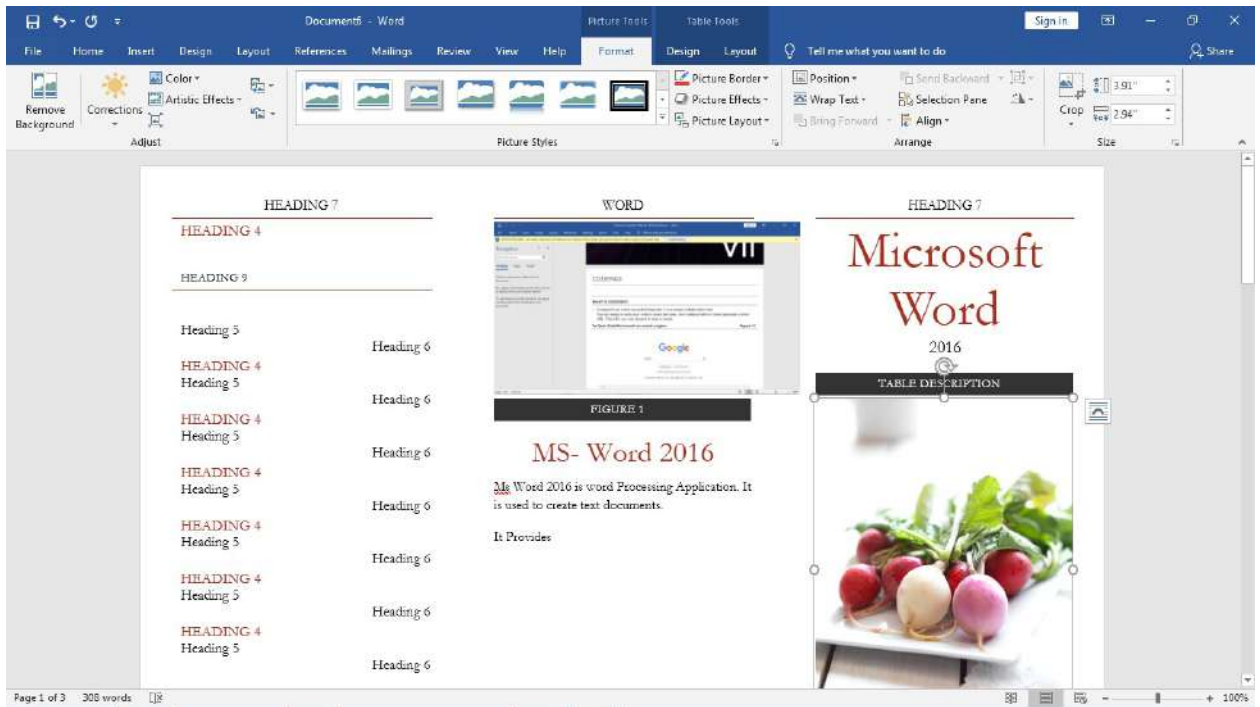 Document6 - Word
Picture Tools
Table Tools
Sign in
File Home Insert Design Layout References Mailings Review View Help Format Design Layout Tell me what you want to do Share
Remove Background
Corrections
Color
Artistic Effects
Adjust
Picture Styles
Picture Border
Picture Effects
Picture Layout
Position
Wrap Text
Bring Forward
Send Backward
Selection Pane
Align
Arrange
Crop
3.91"
2.94"
Size
HEADING 7
HEADING 4
HEADING 9
Heading 5
Heading 6
HEADING 4
Heading 5
Heading 6
HEADING 4
Heading 5
Heading 6
HEADING 4
Heading 5
Heading 6
HEADING 4
Heading 5
Heading 6
HEADING 4
Heading 5
Heading 6
HEADING 4
Heading 5
Heading 6
WORD
VII
Google
FIGURE 1
MS- Word 2016
Ms Word 2016 is word Processing Application. It
is used to create text documents.
It Provides
HEADING 7
Microsoft
Word
2016
TABLE DESCRIPTION
Page 1 of 3 308 words
100%